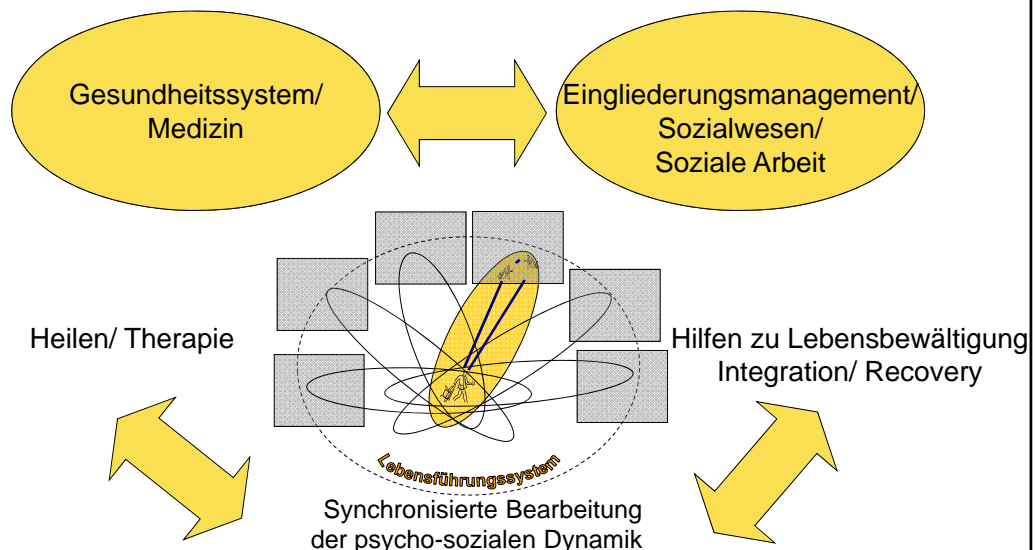 Gesundheitssystem/
Medizin
Eingliederungsmanagement/
Sozialwesen/
Soziale Arbeit
Heilen/ Therapie
Hilfen zu Lebensbewältigung
Integration/ Recovery
Lebensführungssystem
Synchronisierte Bearbeitung
der psycho-sozialen Dynamik